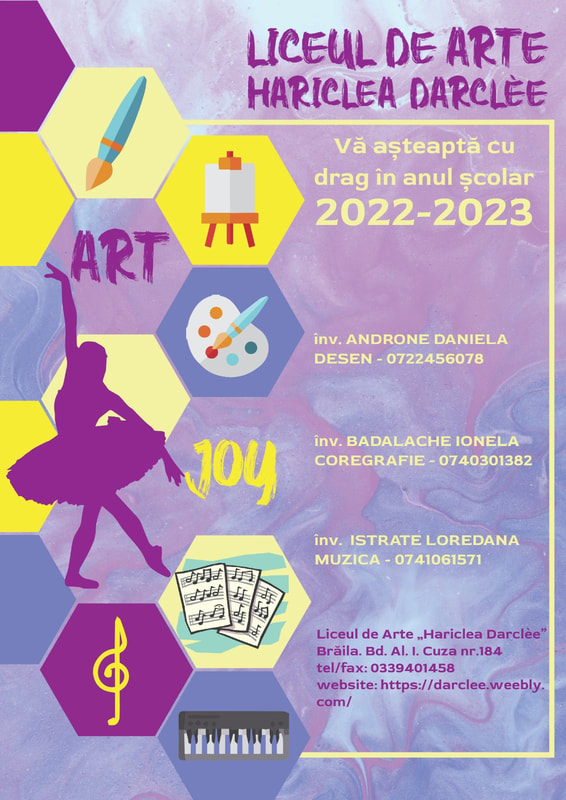 LICEUL DE ARTE
HARICLEA DARCLÈE
Vă așteaptă cu
drag în anul școlar
2022-2023
ART
înv. ANDRONE DANIELA
DESEN - 0722456078
JOY
înv. BADALACHE IONELA
COREGRAFIE - 0740301382
înv. ISTRATE LOREDANA
MUZICA - 0741061571
Liceul de Arte „Hariclea Darclèe”
Brăila. Bd. Al. I. Cuza nr.184
tel/fax: 0339401458
website: https://darclee.weebly.
com/